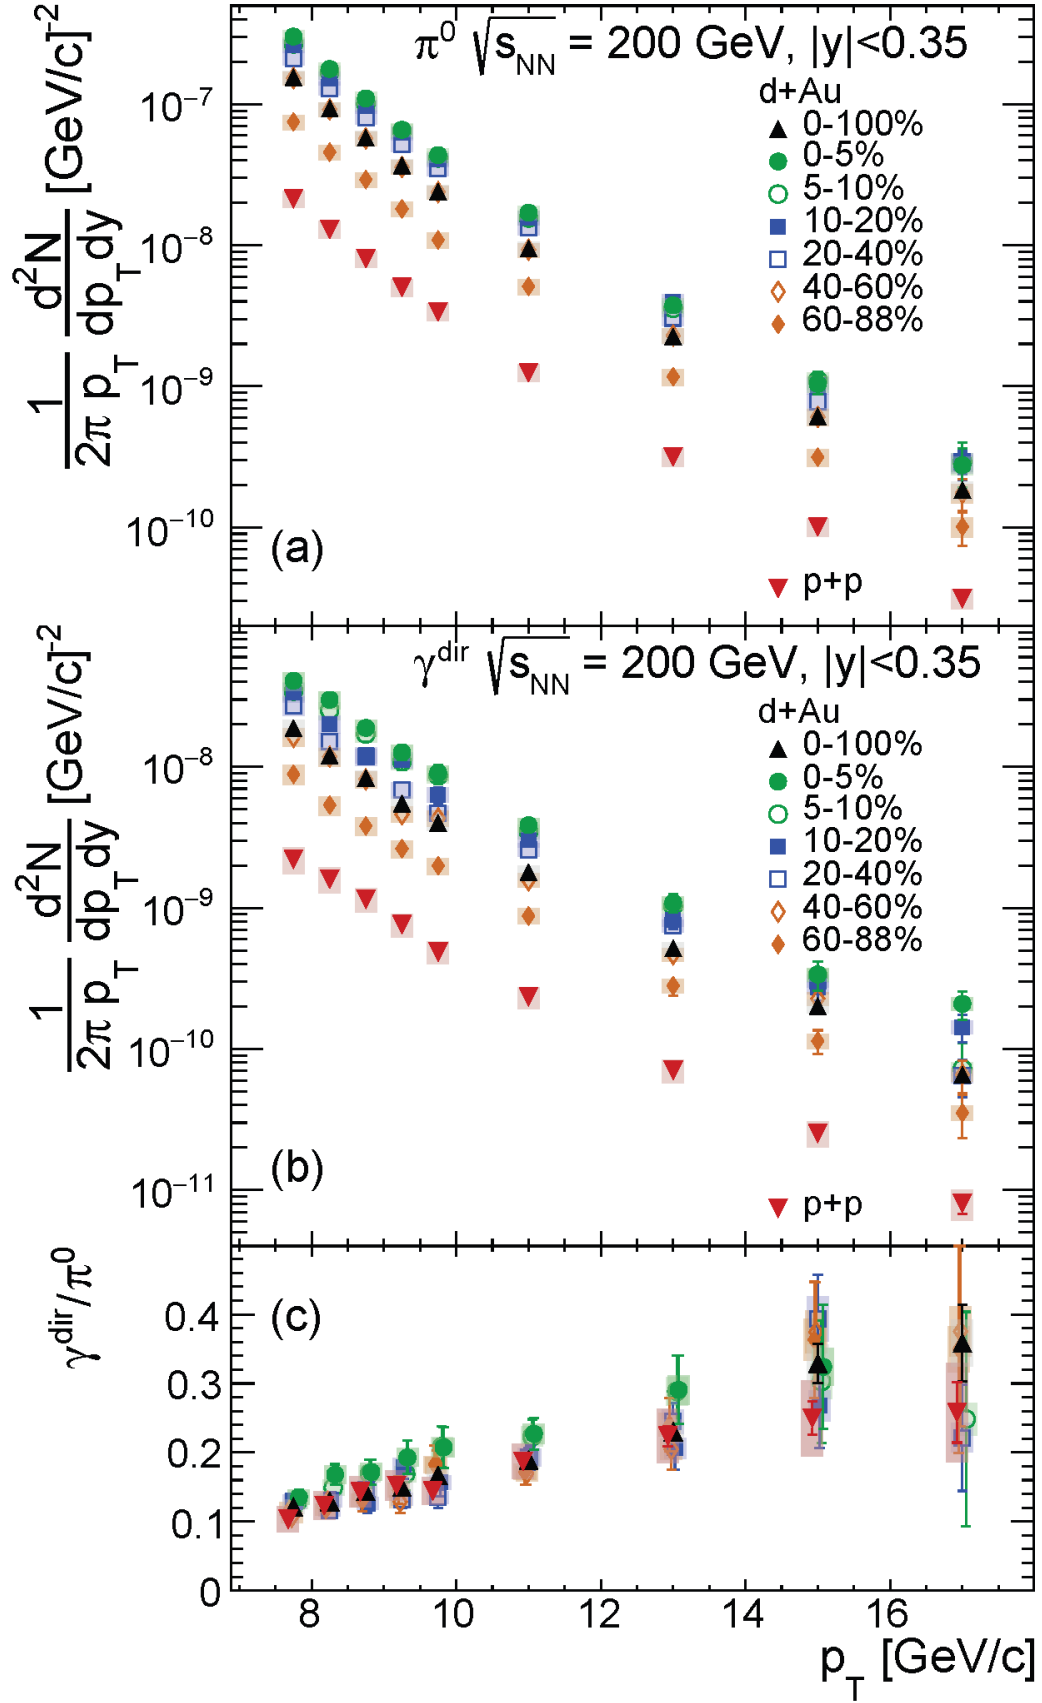 π⁰ √s_NN = 200 GeV, |y|<0.35
d+Au
0-100%
0-5%
5-10%
10-20%
20-40%
40-60%
60-88%
p+p
(a)
1/(2π p_T) d²N/(dp_T dy) [GeV/c]⁻²
10⁻⁷
10⁻⁸
10⁻⁹
10⁻¹⁰
γ^dir √s_NN = 200 GeV, |y|<0.35
d+Au
0-100%
0-5%
5-10%
10-20%
20-40%
40-60%
60-88%
p+p
(b)
1/(2π p_T) d²N/(dp_T dy) [GeV/c]⁻²
10⁻⁸
10⁻⁹
10⁻¹⁰
10⁻¹¹
(c)
γ^dir/π⁰
0.4
0.3
0.2
0.1
0
8 10 12 14 16
p_T [GeV/c]